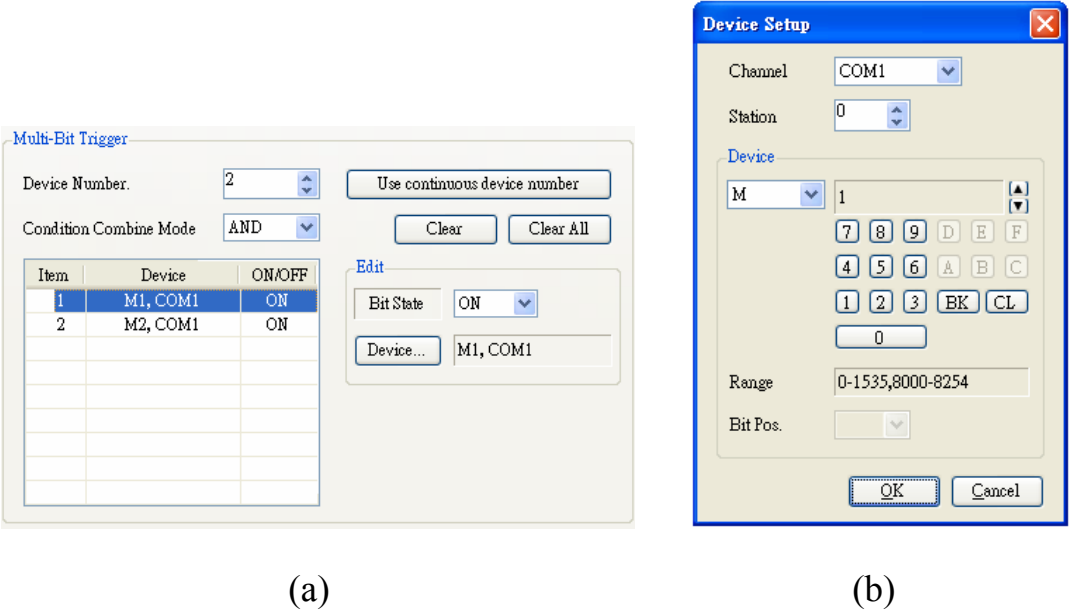 Multi-Bit Trigger
Device Number. 2 Use continuous device number
Condition Combine Mode AND Clear Clear All
Item Device ON/OFF
1 M1, COM1 ON
2 M2, COM1 ON
Edit
Bit State ON
Device... M1, COM1
(a)
Device Setup
Channel COM1
Station 0
Device
M 1
7 8 9 D E F
4 5 6 A B C
1 2 3 BK CL
0
Range 0-1535,8000-8254
Bit Pos.
OK Cancel
(b)